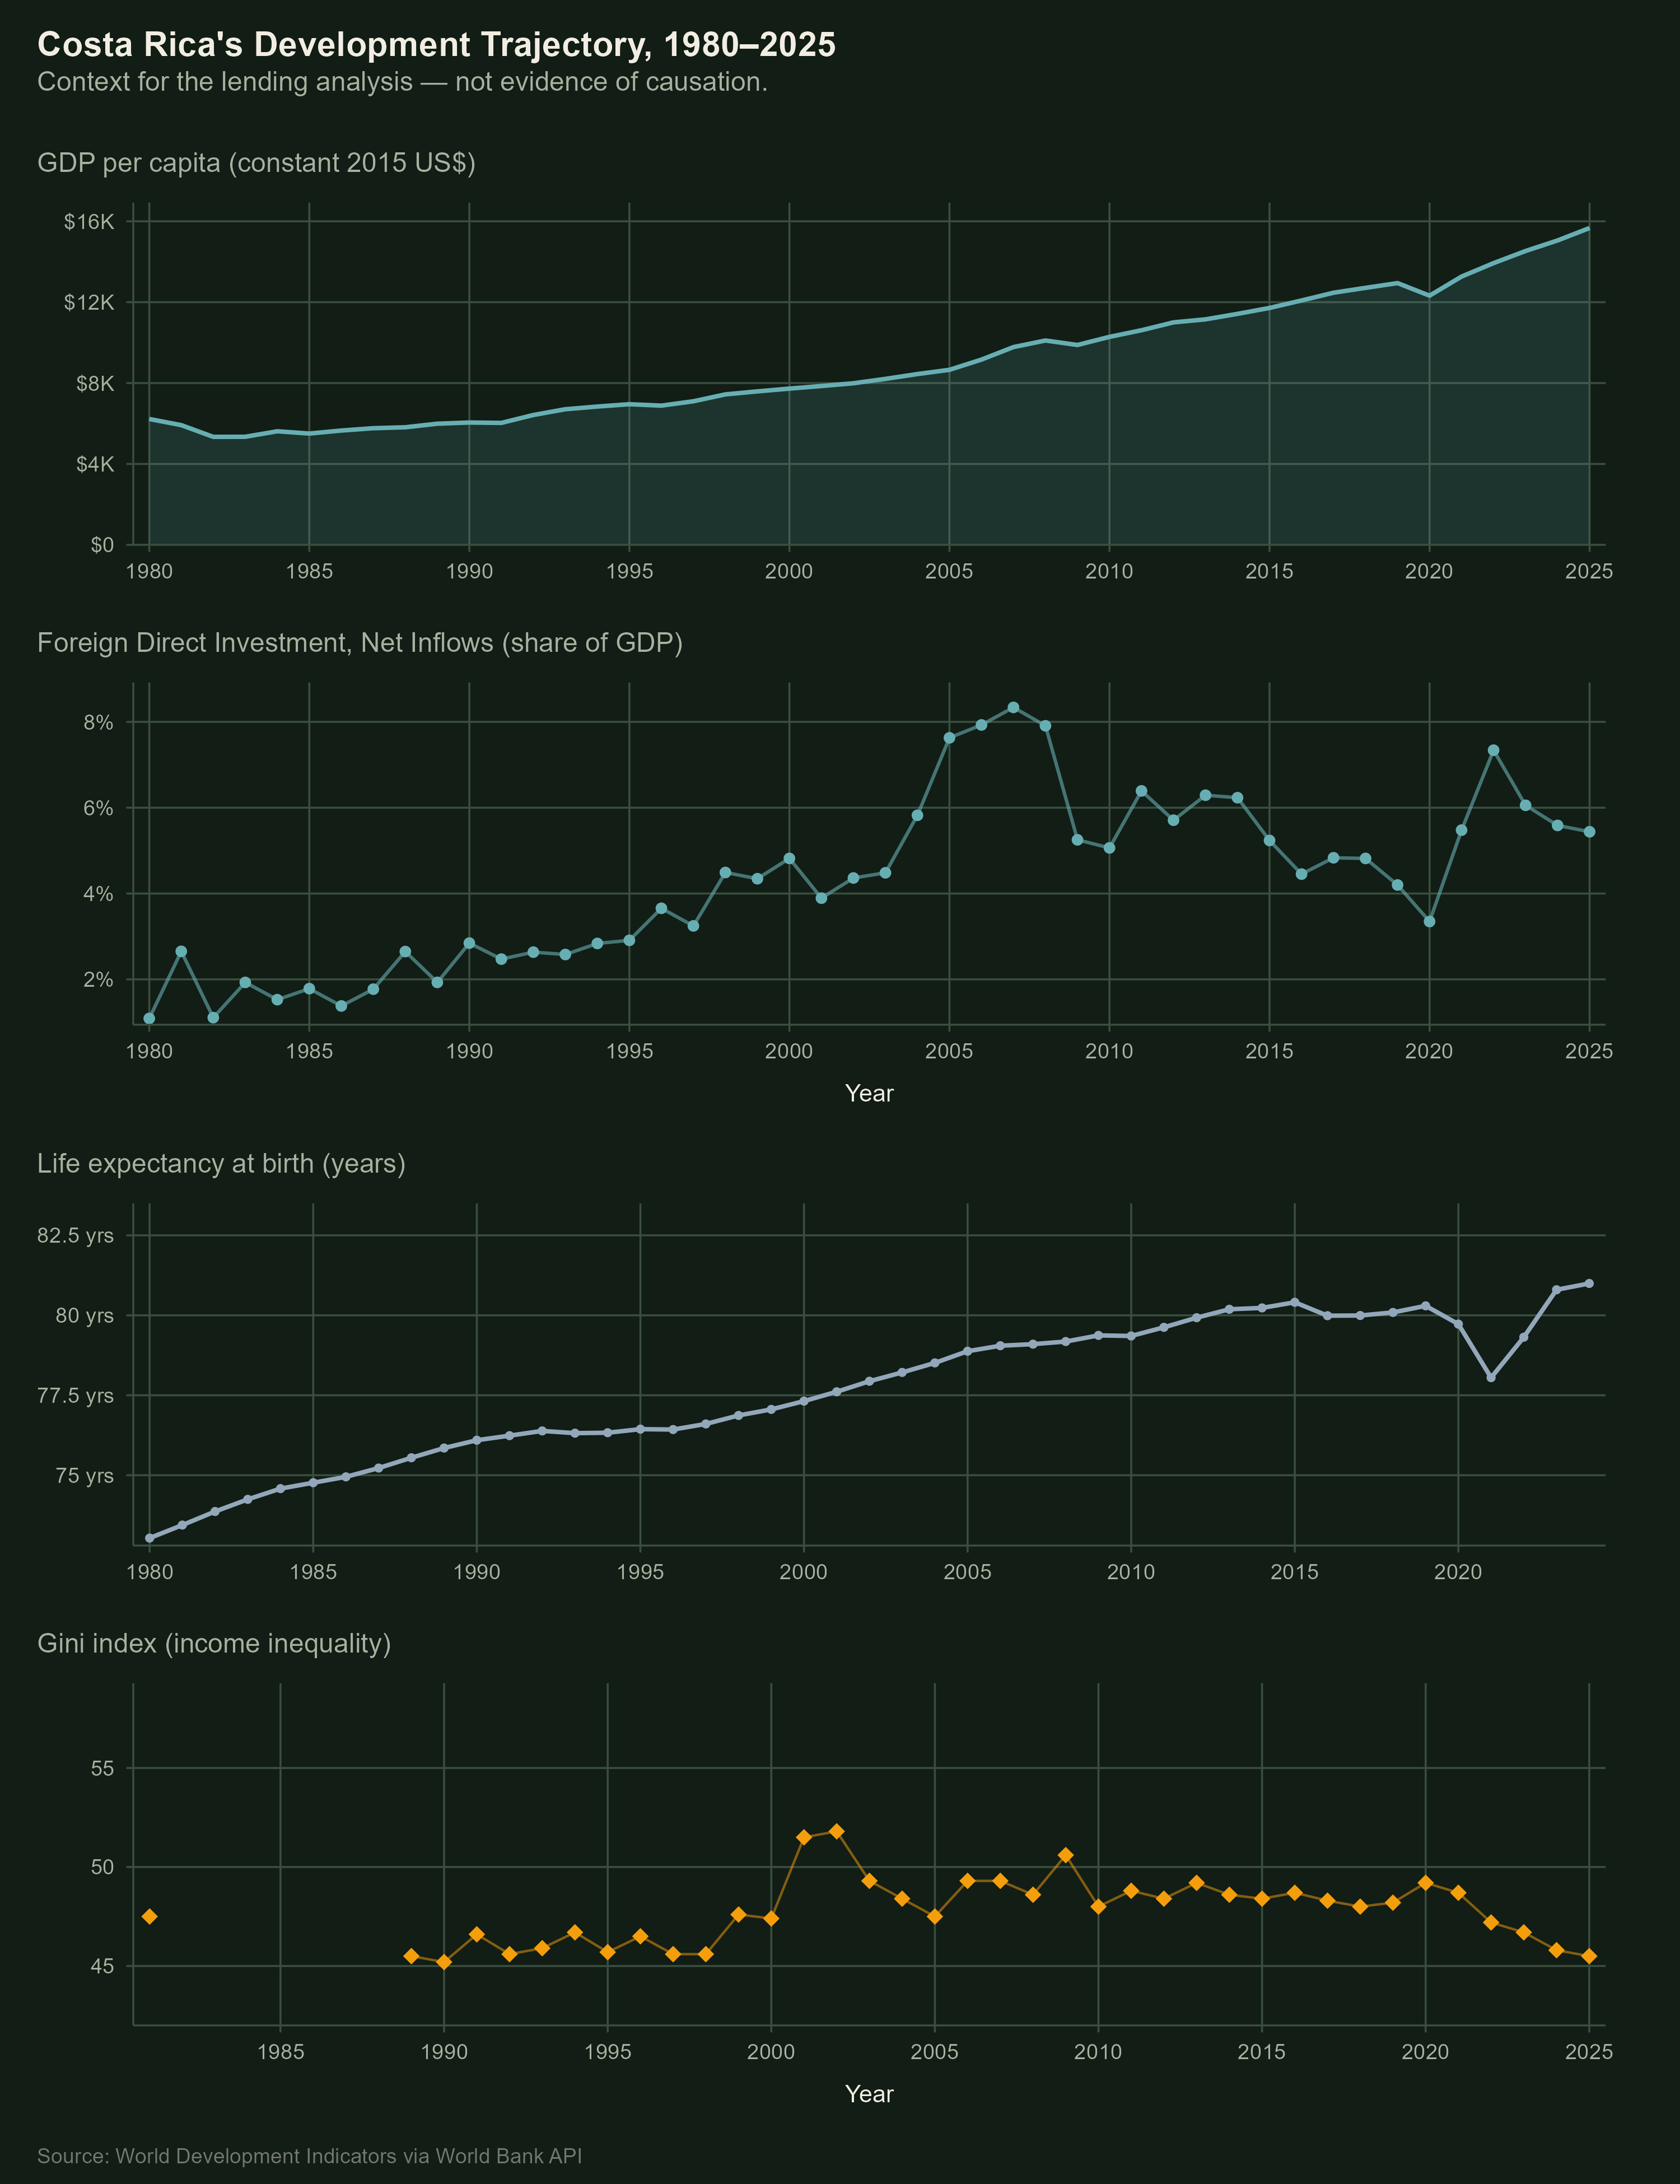 Costa Rica's Development Trajectory, 1980–2025
Context for the lending analysis — not evidence of causation.
GDP per capita (constant 2015 US$)
$16K
$12K
$8K
$4K
$0
1980 1985 1990 1995 2000 2005 2010 2015 2020 2025
Foreign Direct Investment, Net Inflows (share of GDP)
8%
6%
4%
2%
1980 1985 1990 1995 2000 2005 2010 2015 2020 2025
Year
Life expectancy at birth (years)
82.5 yrs
80 yrs
77.5 yrs
75 yrs
1980 1985 1990 1995 2000 2005 2010 2015 2020
Gini index (income inequality)
55
50
45
1985 1990 1995 2000 2005 2010 2015 2020 2025
Year
Source: World Development Indicators via World Bank API